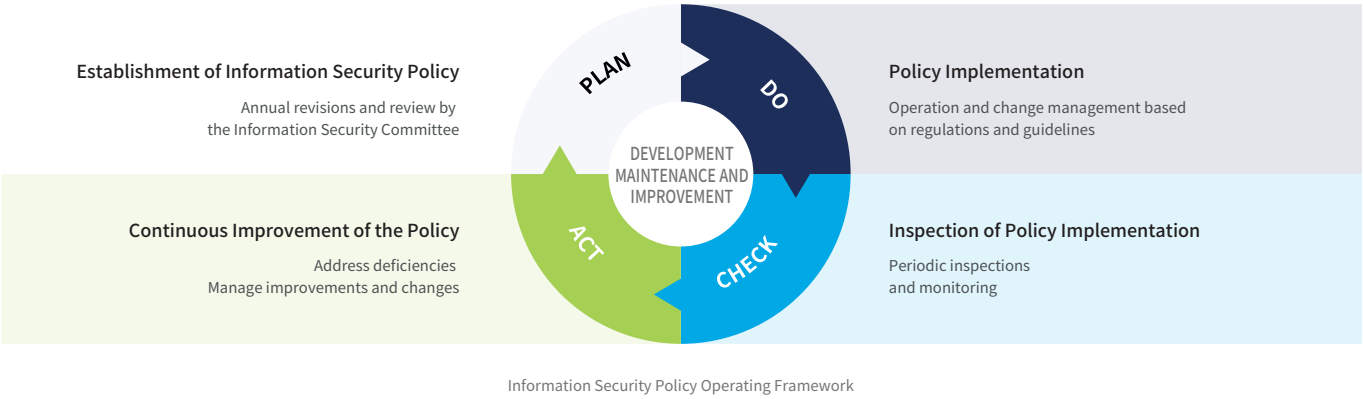 Establishment of Information Security Policy
Annual revisions and review by
the Information Security Committee
PLAN
DO
Policy Implementation
Operation and change management based
on regulations and guidelines
DEVELOPMENT
MAINTENANCE AND
IMPROVEMENT
Continuous Improvement of the Policy
Address deficiencies
Manage improvements and changes
ACT
CHECK
Inspection of Policy Implementation
Periodic inspections
and monitoring
Information Security Policy Operating Framework